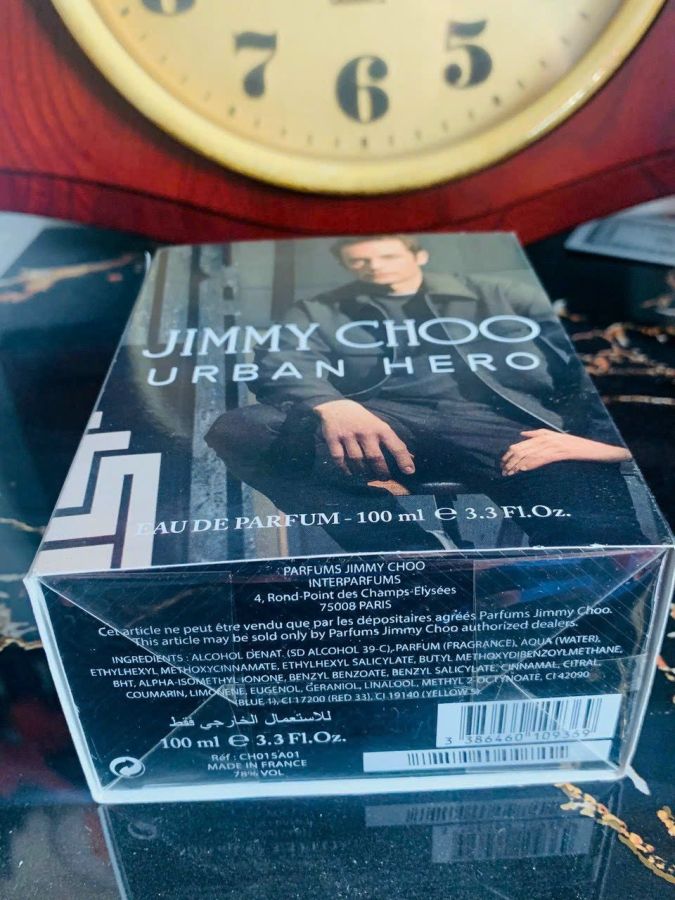 7 6 5
JIMMY CHOO
URBAN HERO
EAU DE PARFUM - 100 ml ℮ 3.3 Fl.Oz.
PARFUMS JIMMY CHOO
INTERPARFUMS
4, Rond-Point des Champs-Elysées
75008 PARIS
Cet article ne peut être vendu que par les dépositaires agréés Parfums Jimmy Choo.
This article may be sold only by Parfums Jimmy Choo authorized dealers.
INGREDIENTS : ALCOHOL DENAT. (SD ALCOHOL 39-C), PARFUM (FRAGRANCE), AQUA (WATER),
ETHYLHEXYL METHOXYCINNAMATE, ETHYLHEXYL SALICYLATE, BUTYL METHOXYDIBENZOYLMETHANE,
BHT, ALPHA-ISOMETHYL IONONE, BENZYL BENZOATE, BENZYL SALICYLATE, CINNAMAL, CITRAL,
COUMARIN, LIMONENE, EUGENOL, GERANIOL, LINALOOL, METHYL 2-OCTYNOATE, CI 42090
(BLUE 1), CI 17200 (RED 33), CI 19140 (YELLOW 5).
للاستعمال الخارجي فقط
100 ml ℮ 3.3 Fl.Oz.
Réf : CH015A01
MADE IN FRANCE
78% VOL
3 386460 109369